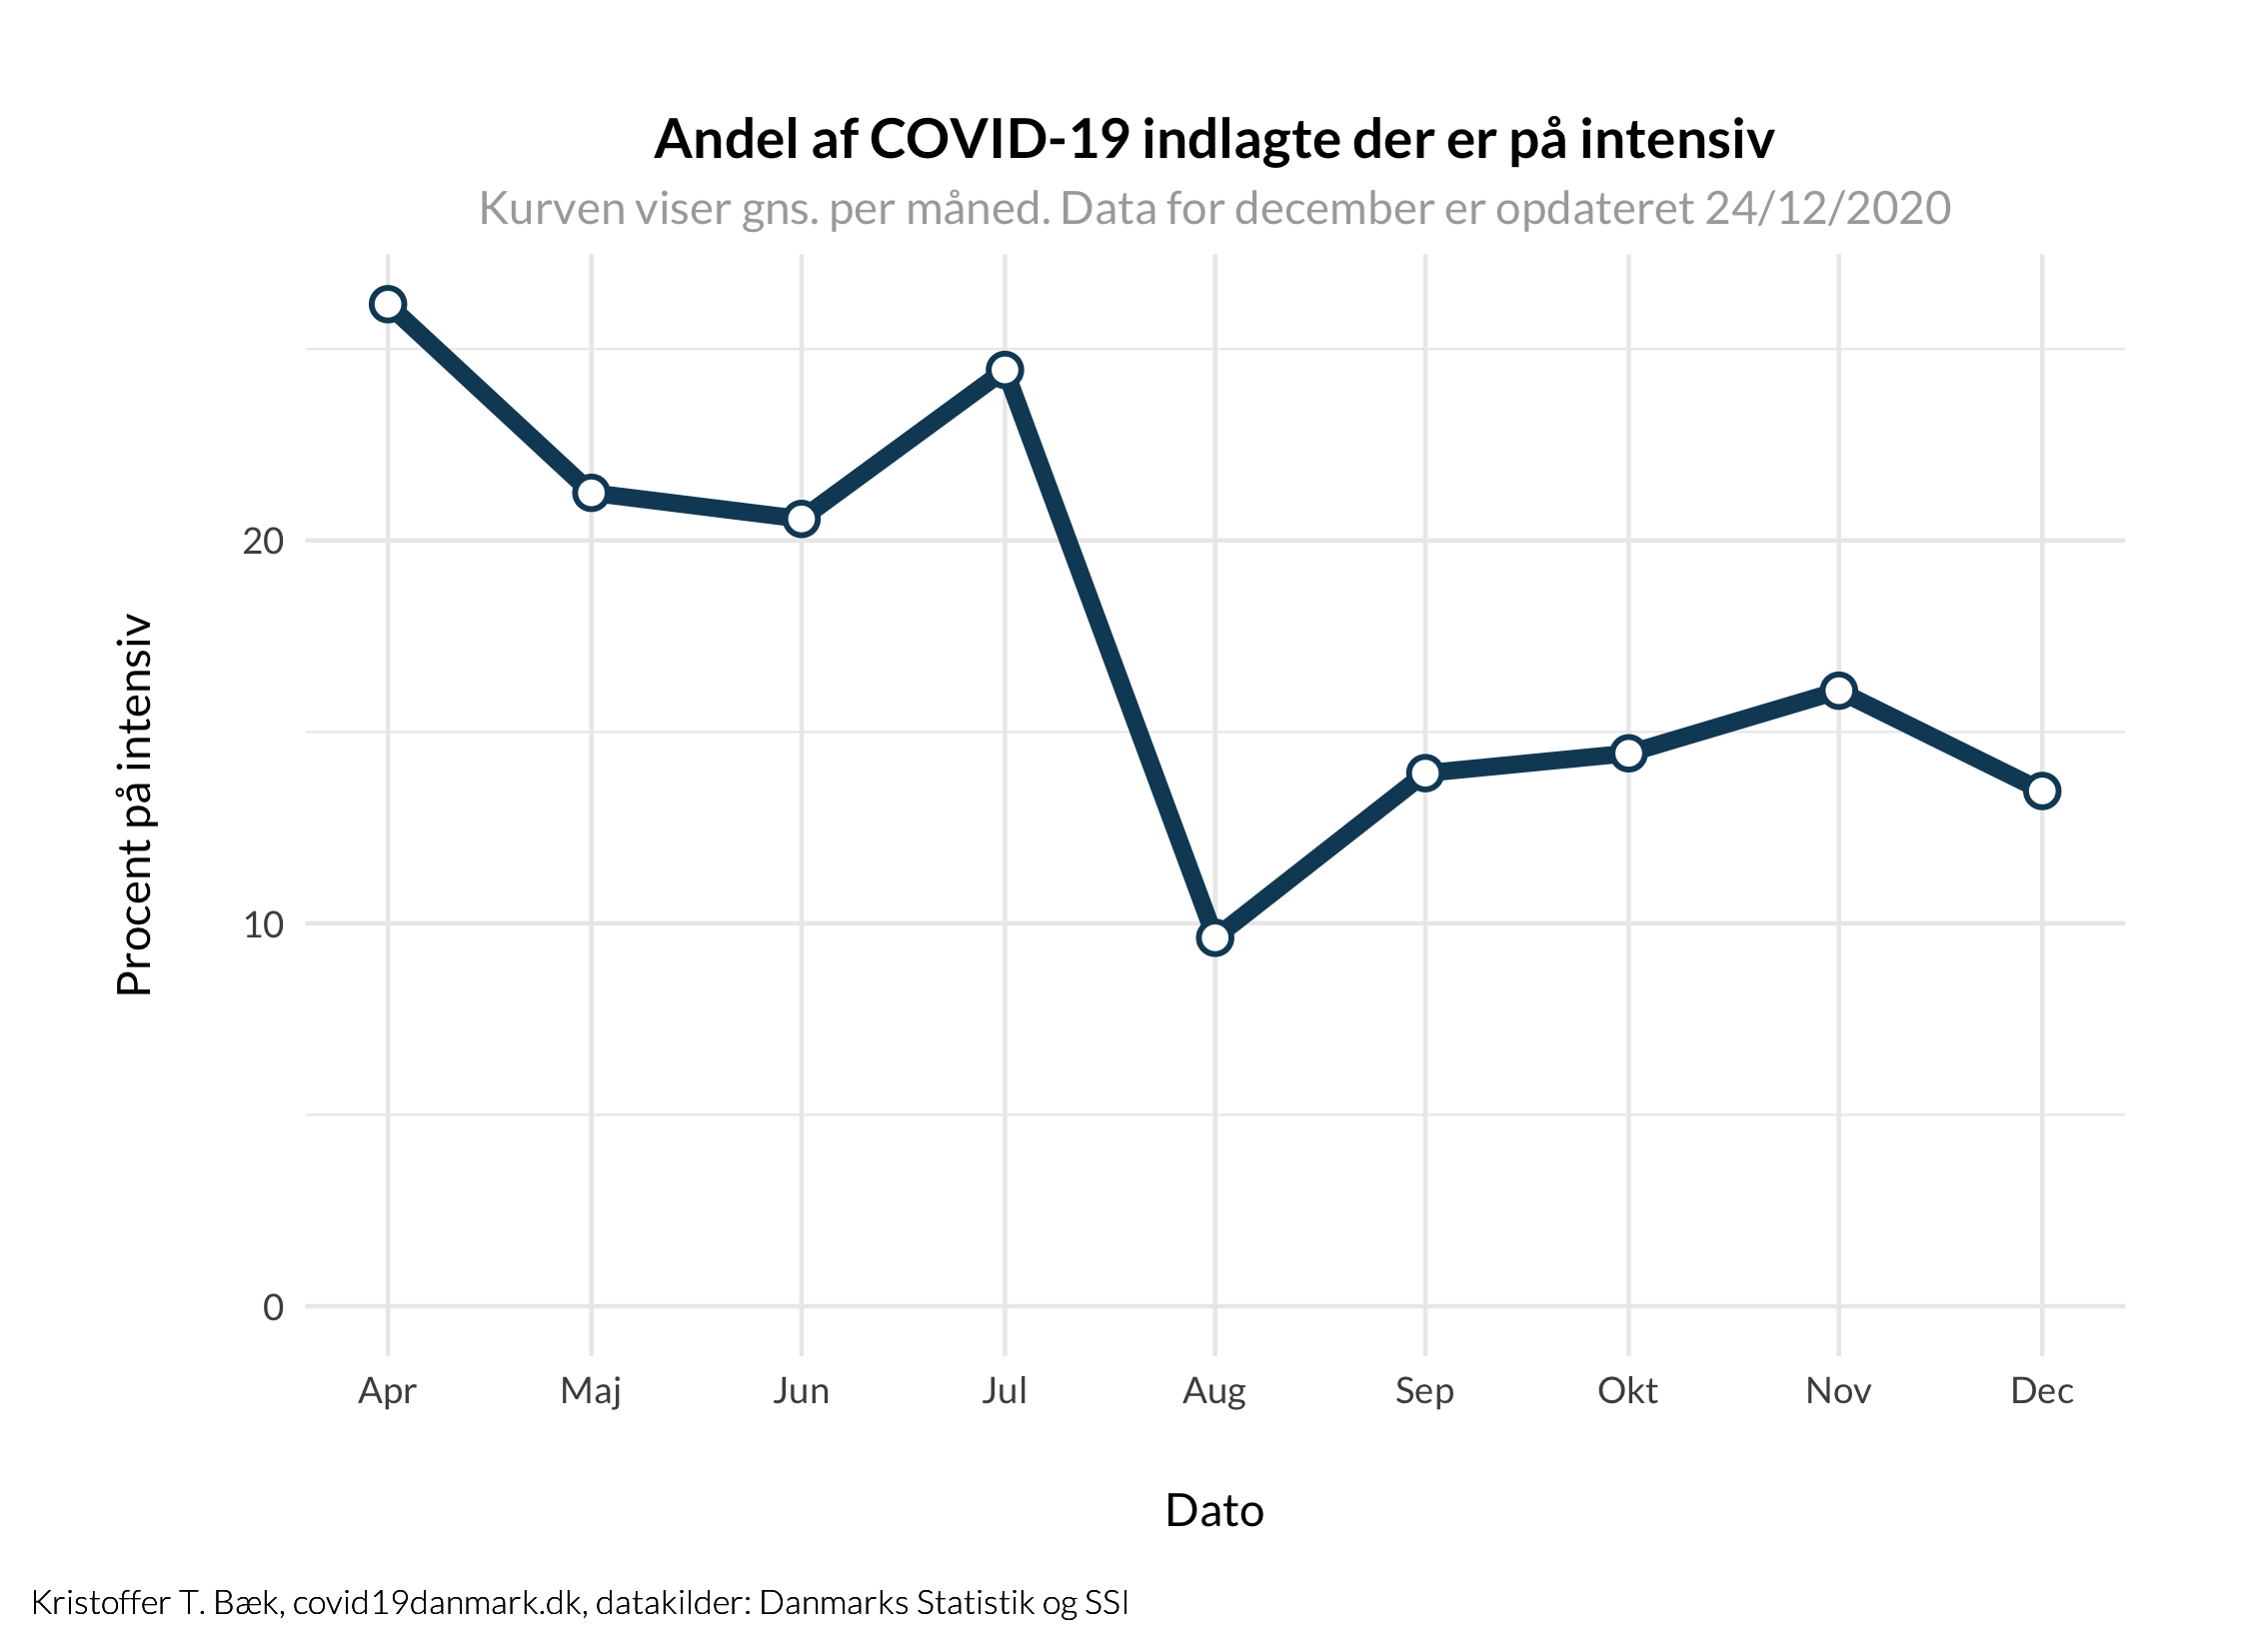 Andel af COVID-19 indlagte der er på intensiv
Kurven viser gns. per måned. Data for december er opdateret 24/12/2020
Procent på intensiv
20
10
0
Apr Maj Jun Jul Aug Sep Okt Nov Dec
Dato
Kristoffer T. Bæk, covid19danmark.dk, datakilder: Danmarks Statistik og SSI